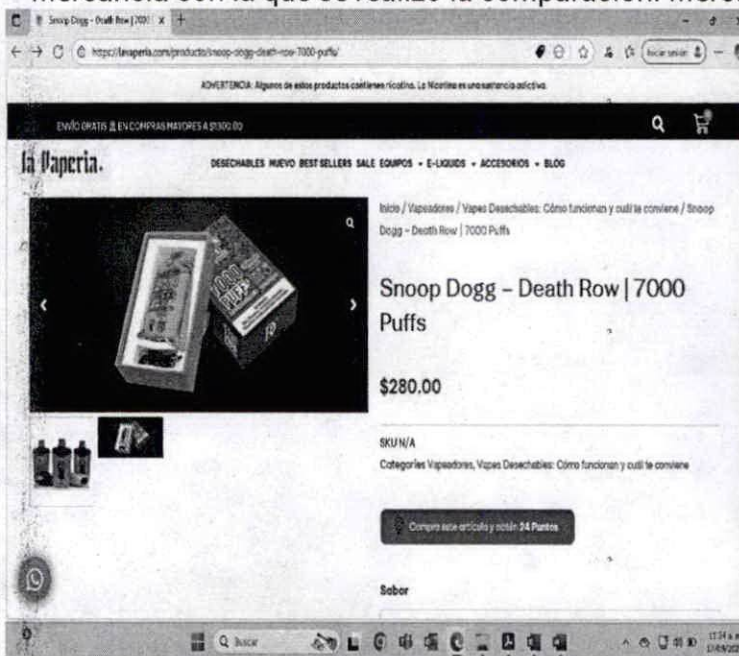 Mercancía con la que se realizó la comparación.
Snoop Dogg - Death Row | 7000
https://lavaperia.com/producto/snoop-dogg-death-row-7000-puffs/
Iniciar sesión
ADVERTENCIA: Algunos de estos productos contienen nicotina. La Nicotina es una sustancia adictiva.
ENVÍO GRATIS EN COMPRAS MAYORES A $1300.00
la Vaperia.
DESECHABLES NUEVO BEST SELLERS SALE EQUIPOS E-LIQUIDS ACCESORIOS BLOG
Inicio / Vapeadores / Vapes Desechables: Cómo funcionan y cuál te conviene / Snoop
Dogg – Death Row | 7000 Puffs
Snoop Dogg – Death Row | 7000
Puffs
$280.00
SKU N/A
Categories Vapeadores, Vapes Desechables: Cómo funcionan y cuál te conviene
Compra este artículo y obtén 24 Puntos
Sabor
Buscar